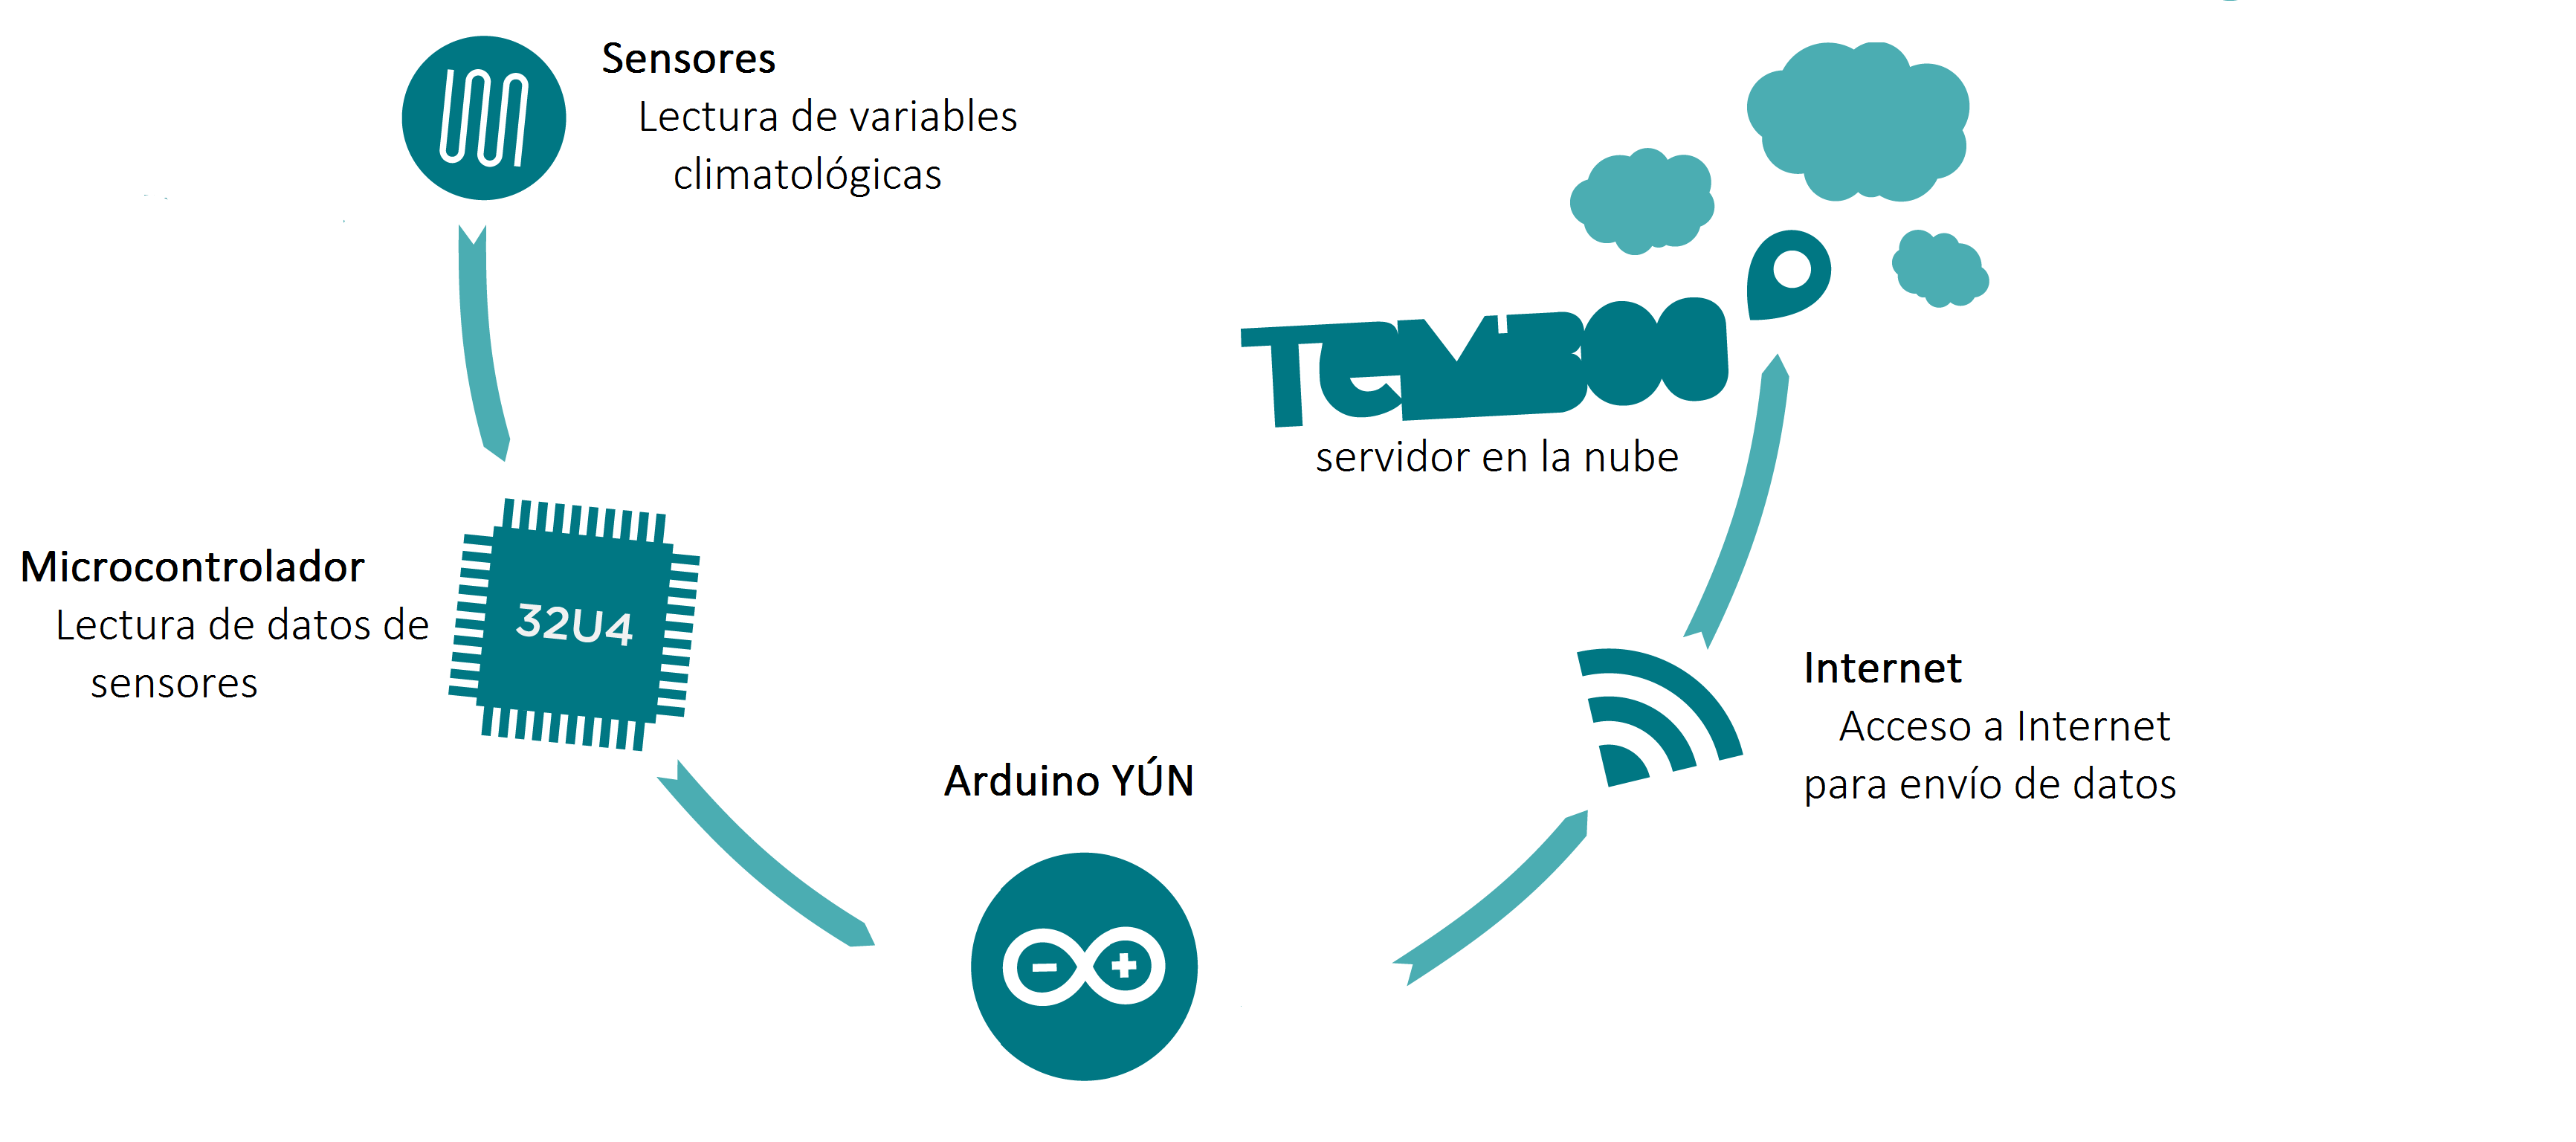 Sensores
Lectura de variables
climatológicas
Microcontrolador
Lectura de datos de
sensores
32U4
Arduino YÚN
Internet
Acceso a Internet
para envío de datos
TeMBOO
servidor en la nube